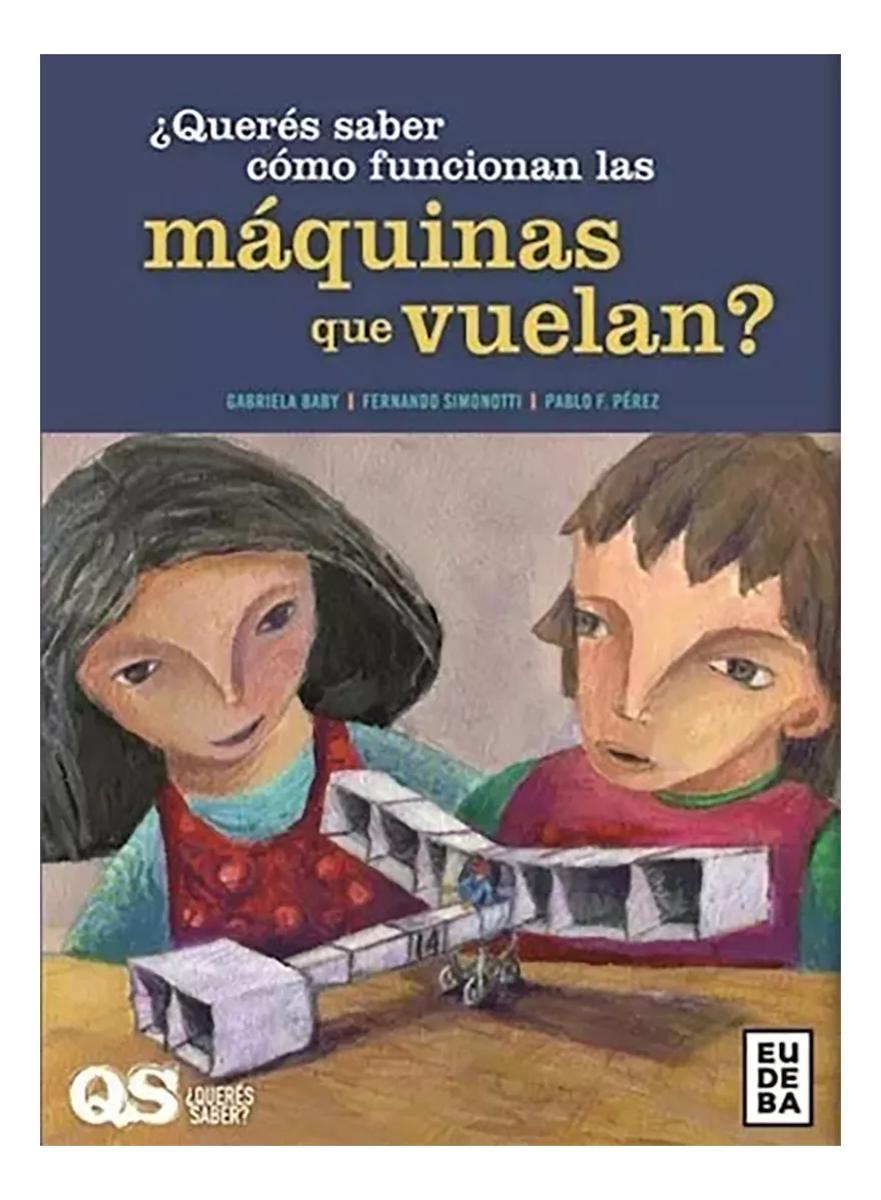 ¿Querés saber
cómo funcionan las
máquinas
que vuelan?
GABRIELA BABY | FERNANDO SIMONOTTI | PABLO F. PÉREZ
14
QS ¿QUERÉS
SABER?
EU
DE
BA